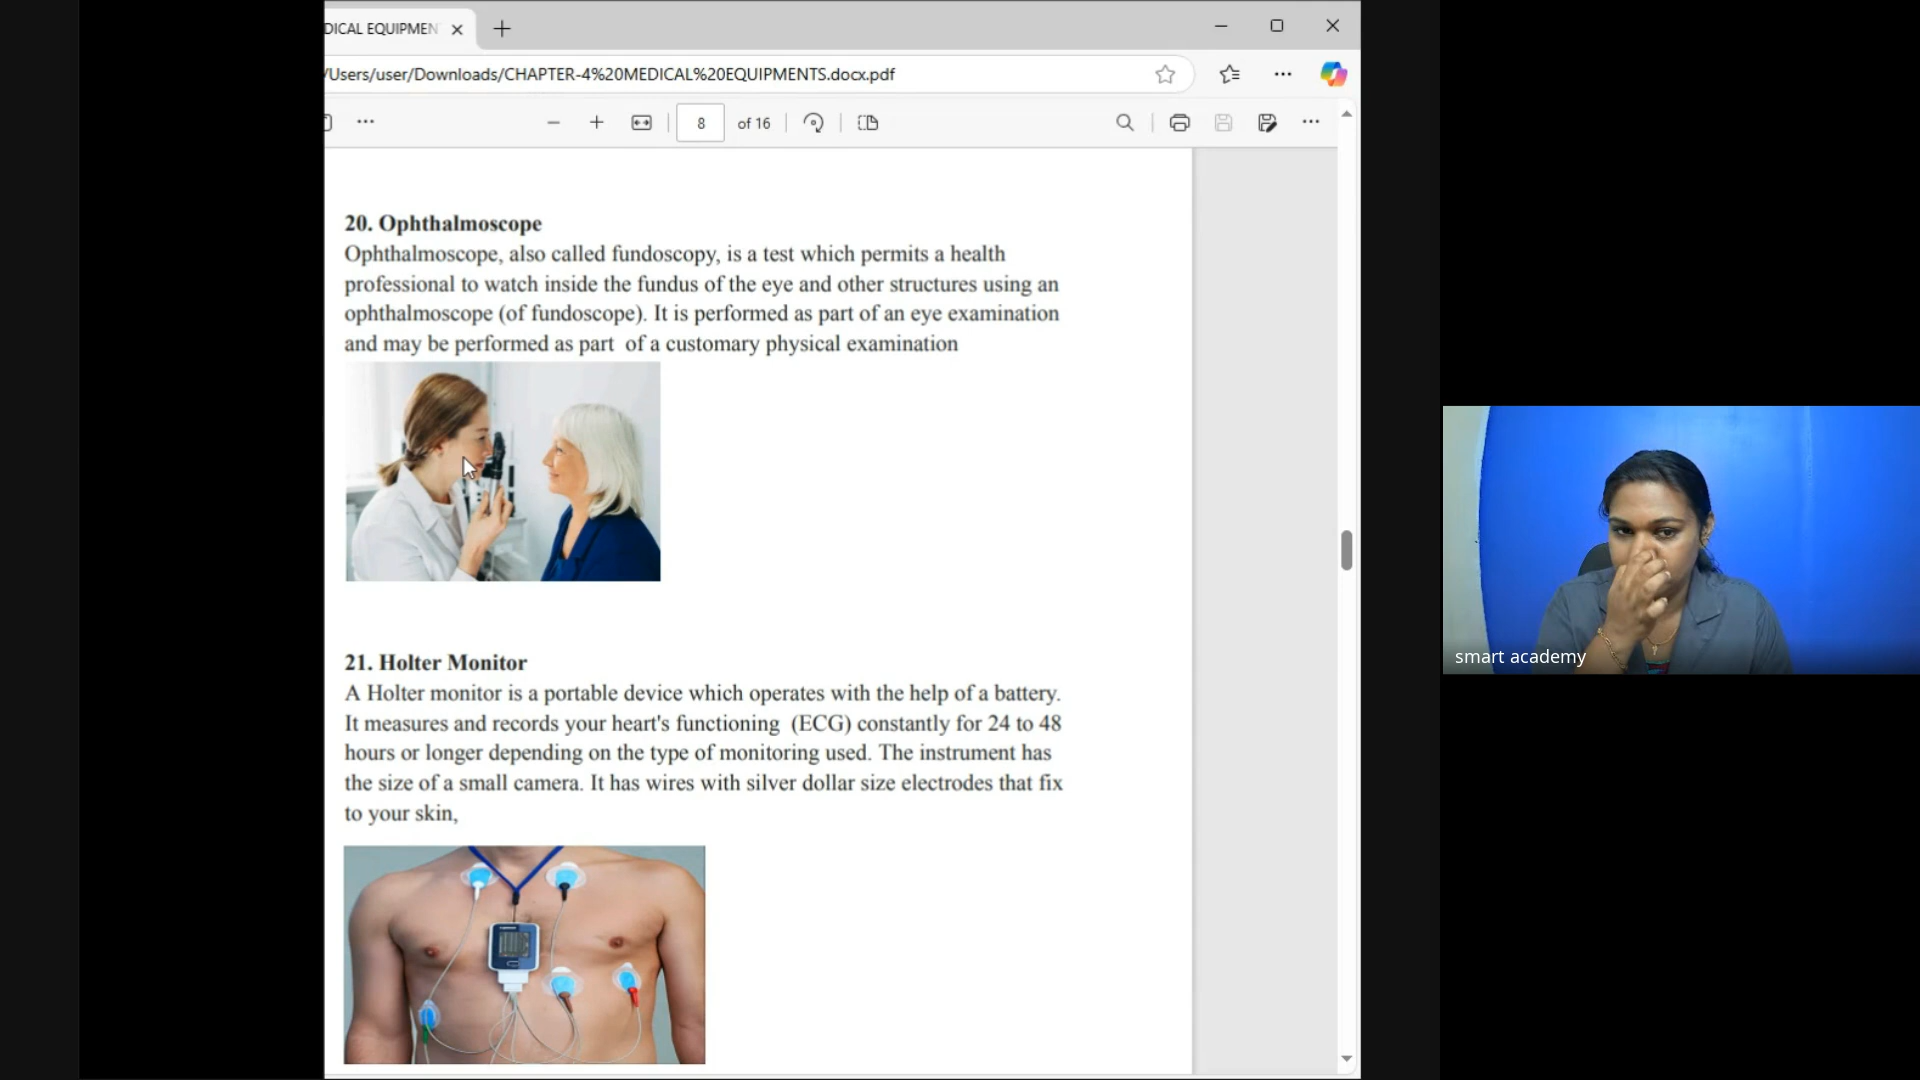 DICAL EQUIPMEN
/Users/user/Downloads/CHAPTER-4%20MEDICAL%20EQUIPMENTS.docx.pdf
8 of 16
20. Ophthalmoscope
Ophthalmoscope, also called fundoscopy, is a test which permits a health
professional to watch inside the fundus of the eye and other structures using an
ophthalmoscope (of fundoscope). It is performed as part of an eye examination
and may be performed as part of a customary physical examination
21. Holter Monitor
A Holter monitor is a portable device which operates with the help of a battery.
It measures and records your heart's functioning (ECG) constantly for 24 to 48
hours or longer depending on the type of monitoring used. The instrument has
the size of a small camera. It has wires with silver dollar size electrodes that fix
to your skin,
smart academy